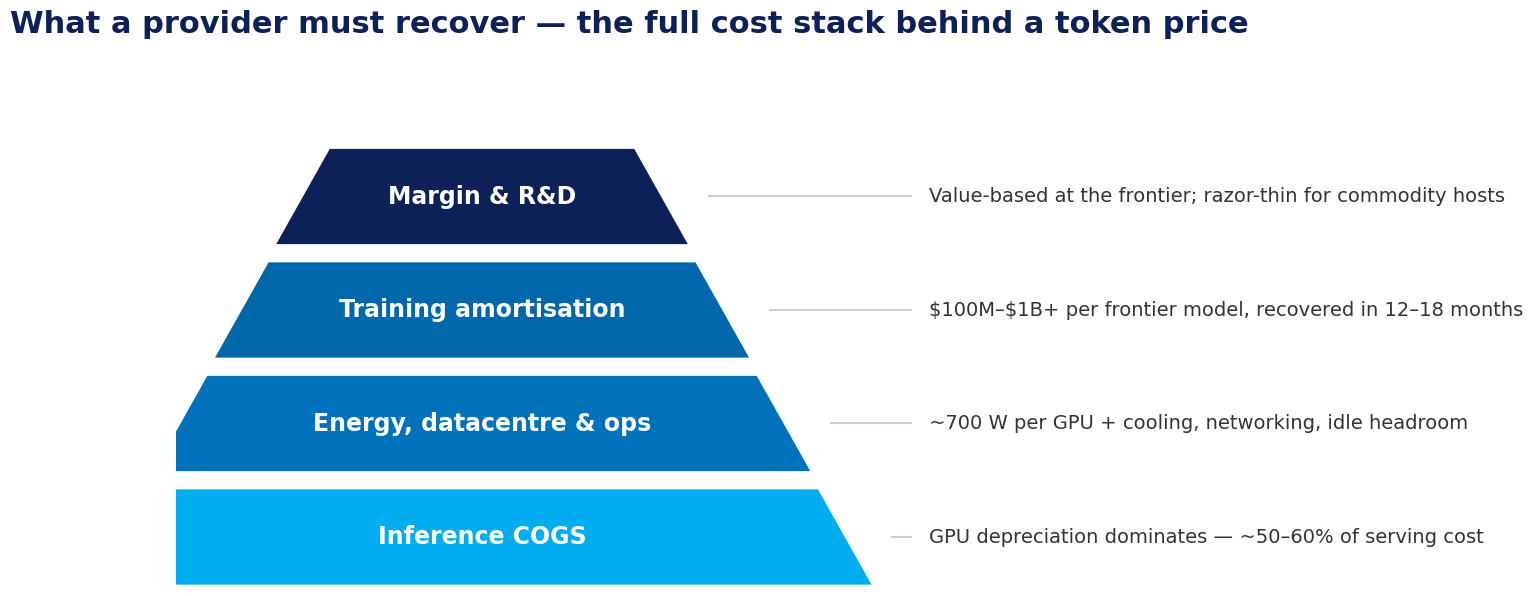 What a provider must recover — the full cost stack behind a token price
Margin & R&D
Value-based at the frontier; razor-thin for commodity hosts
Training amortisation
$100M–$1B+ per frontier model, recovered in 12–18 months
Energy, datacentre & ops
~700 W per GPU + cooling, networking, idle headroom
Inference COGS
GPU depreciation dominates — ~50–60% of serving cost